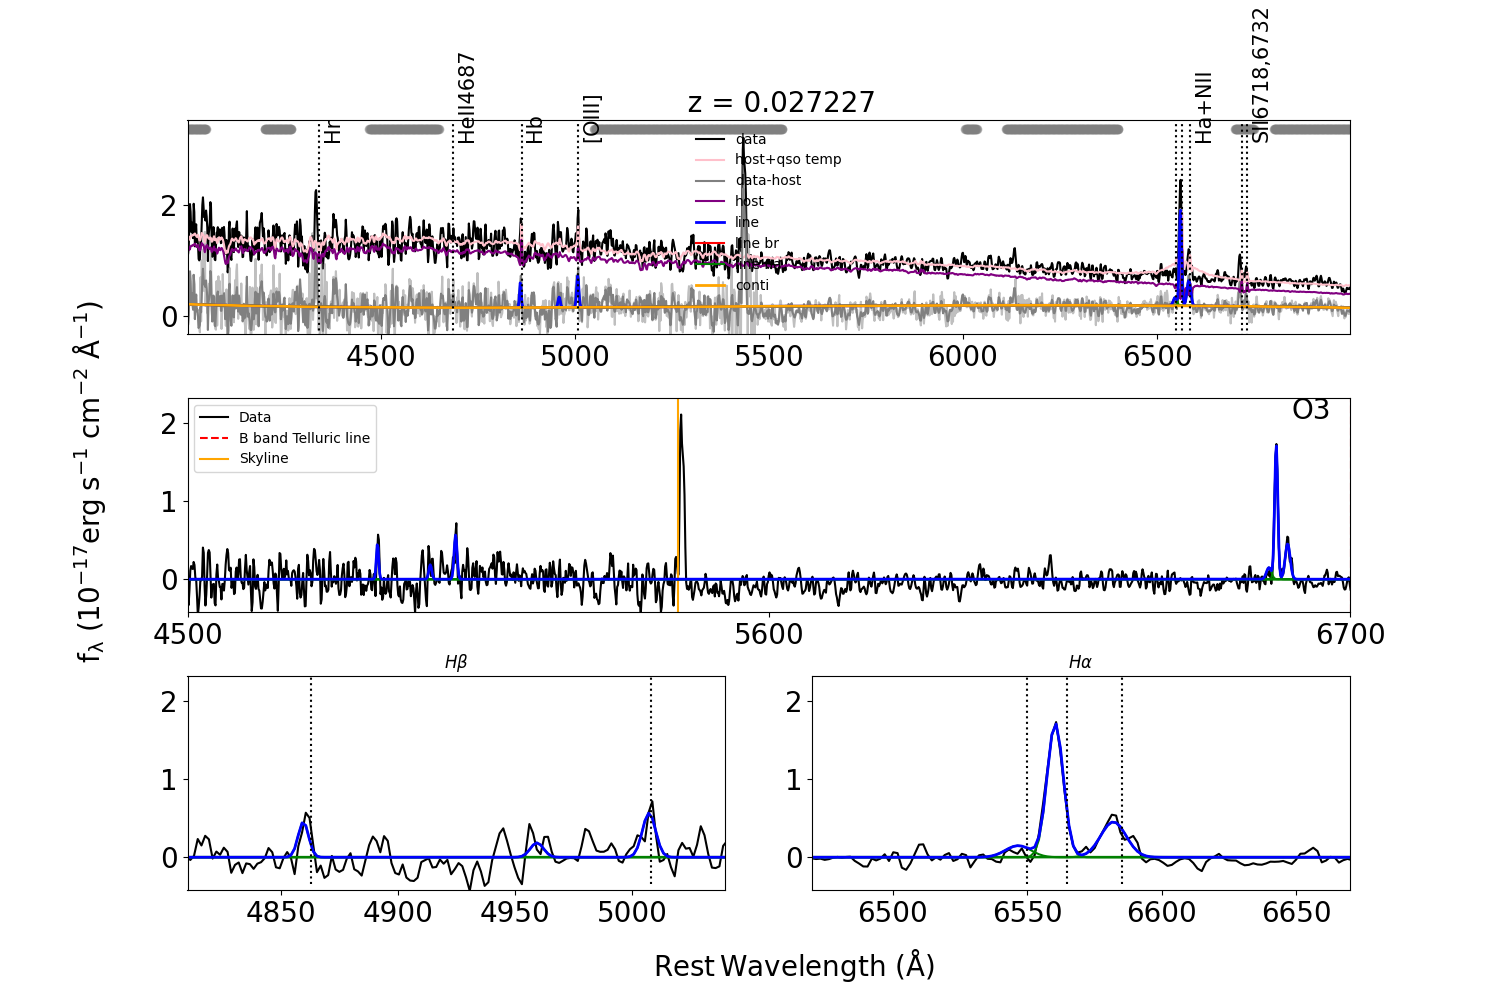 z = 0.027227
Hr
HeII4687
Hb
[OIII]
Ha+NII
SII6718,6732
data
host+qso temp
data-host
host
line
line br
conti
2
0
4500
5000
5500
6000
6500
O3
Data
B band Telluric line
Skyline
2
1
0
4500
5600
6700
fλ (10⁻¹⁷erg s⁻¹ cm⁻² Å⁻¹)
Hβ
2
1
0
4850
4900
4950
5000
Hα
2
1
0
6500
6550
6600
6650
Rest Wavelength (Å)